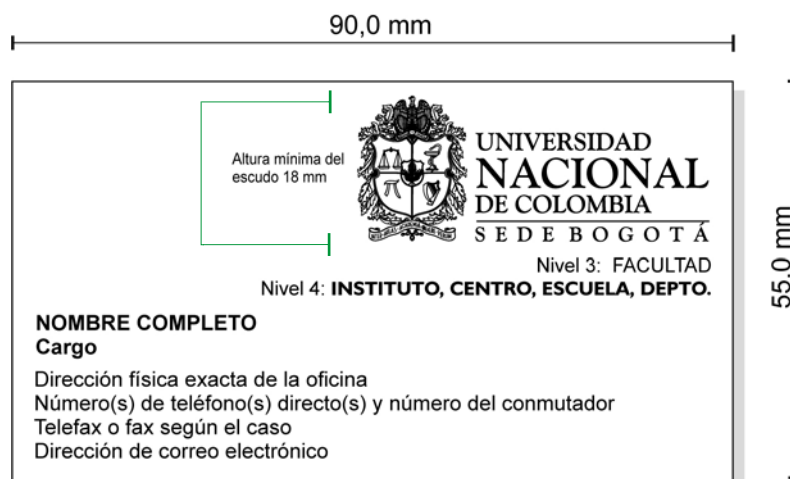 90,0 mm
Altura mínima del
escudo 18 mm
UNIVERSIDAD
NACIONAL
DE COLOMBIA
SEDE BOGOTÁ
55,0 mm
Nivel 3: FACULTAD
Nivel 4: INSTITUTO, CENTRO, ESCUELA, DEPTO.
NOMBRE COMPLETO
Cargo
Dirección física exacta de la oficina
Número(s) de teléfono(s) directo(s) y número del conmutador
Telefax o fax según el caso
Dirección de correo electrónico